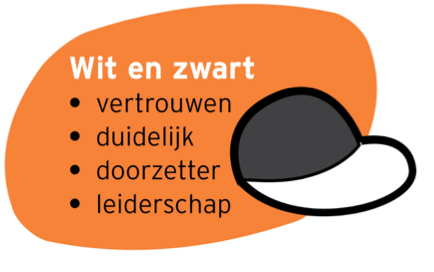 Wit en zwart
• vertrouwen
• duidelijk
• doorzetter
• leiderschap